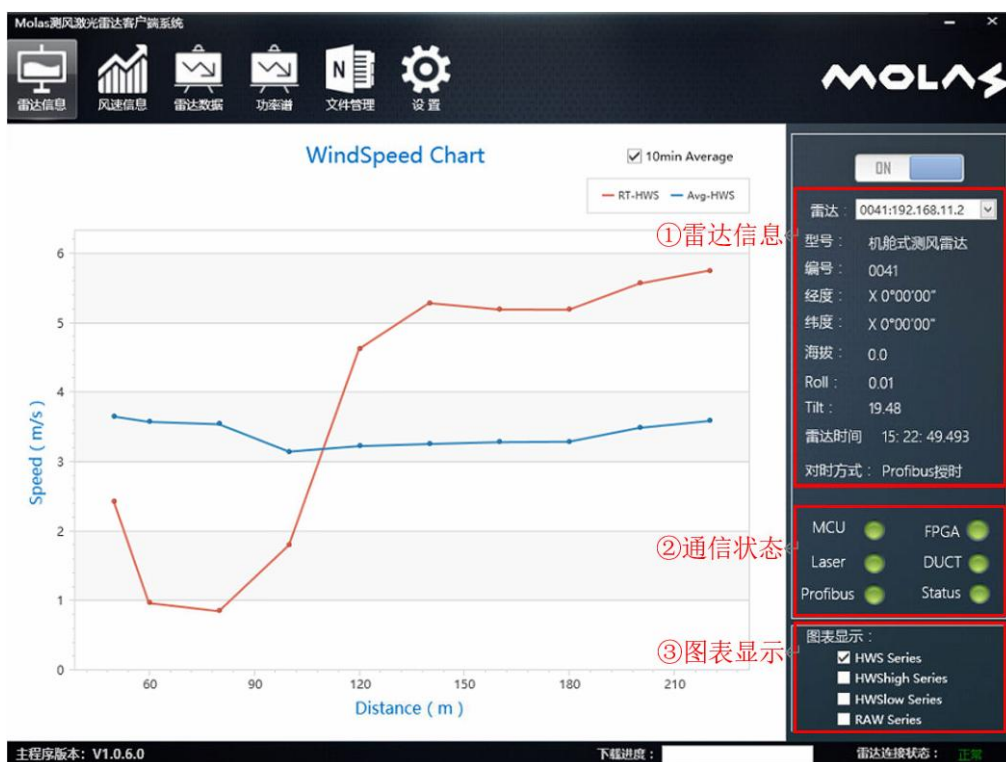 Molas测风激光雷达客户端系统
雷达信息
风速信息
雷达数据
功率谱
文件管理
设置
MOLAS
WindSpeed Chart
10min Average
RT-HWS
Avg-HWS
6
5
4
3
2
1
0
Speed ( m/s )
60
90
120
150
180
210
Distance ( m )
①雷达信息
②通信状态
③图表显示
ON
雷达： 0041:192.168.11.2
型号： 机舱式测风雷达
编号： 0041
经度： X 0°00'00"
纬度： X 0°00'00"
海拔： 0.0
Roll： 0.01
Tilt： 19.48
雷达时间 15: 22: 49.493
对时方式： Profibus授时
MCU FPGA
Laser DUCT
Profibus Status
图表显示：
HWS Series
HWShigh Series
HWSlow Series
RAW Series
主程序版本：V1.0.6.0
下载进度：
雷达连接状态： 正常